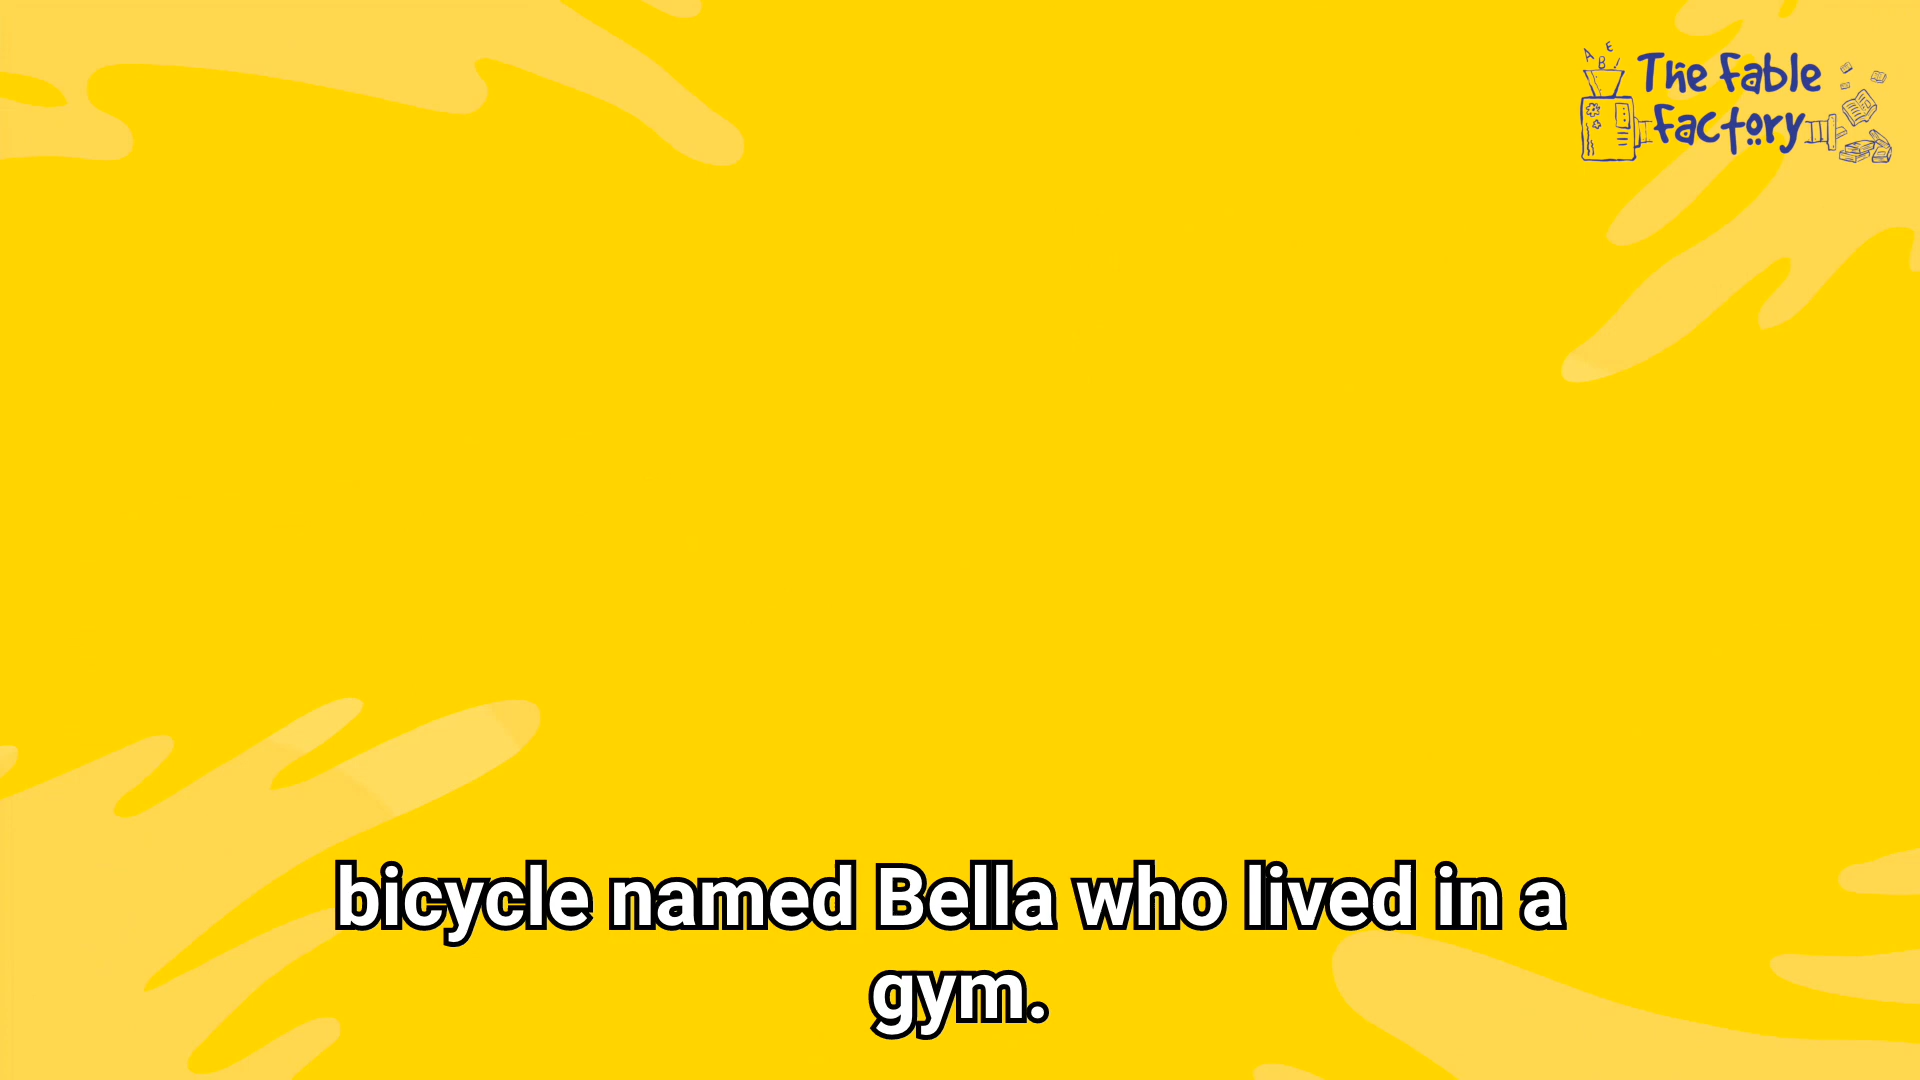 A
B
E
The Fable
Factory
bicycle named Bella who lived in a
gym.